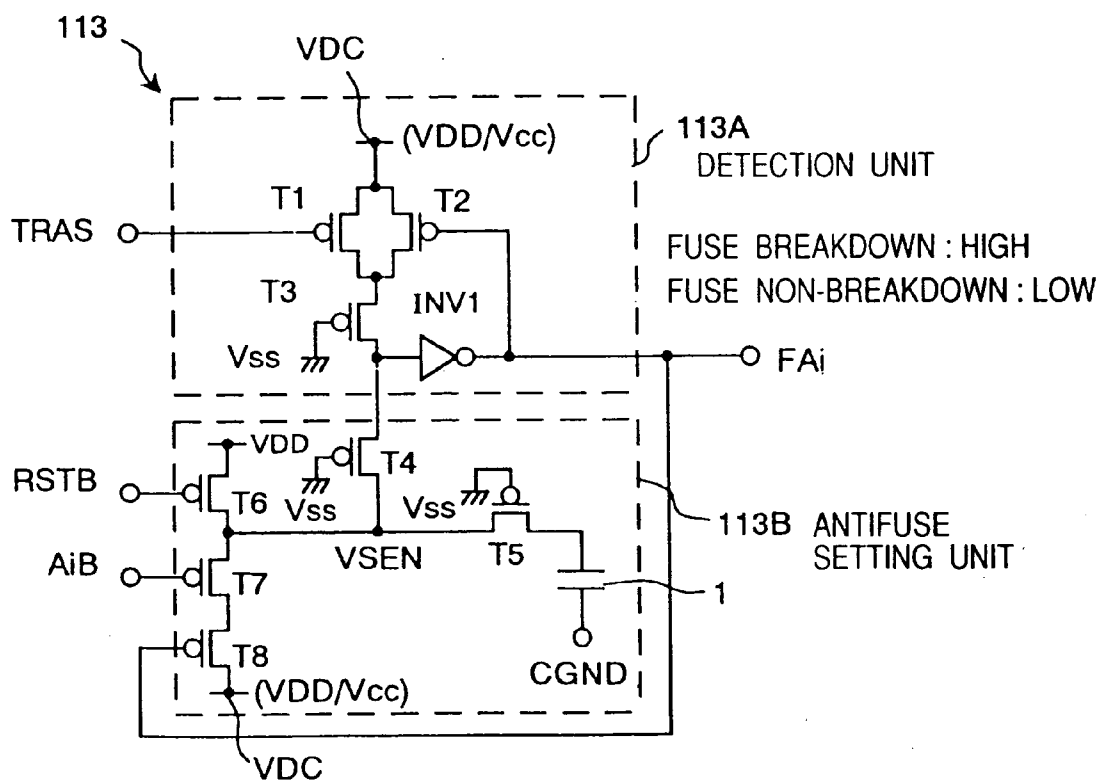 113
VDC
(VDD/Vcc)
113A
DETECTION UNIT
T1
T2
TRAS
FUSE BREAKDOWN : HIGH
FUSE NON-BREAKDOWN : LOW
T3
INV1
Vss
FAi
VDD
RSTB
T6
T4
Vss
Vss
113B ANTIFUSE
SETTING UNIT
T5
VSEN
AiB
T7
1
T8
CGND
(VDD/Vcc)
VDC